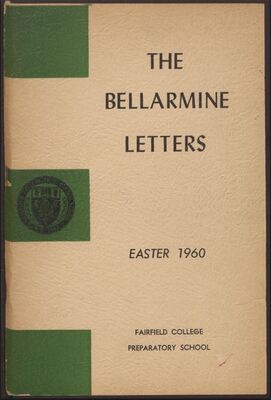 THE
BELLARMINE
LETTERS
EASTER 1960
FAIRFIELD COLLEGE
PREPARATORY SCHOOL